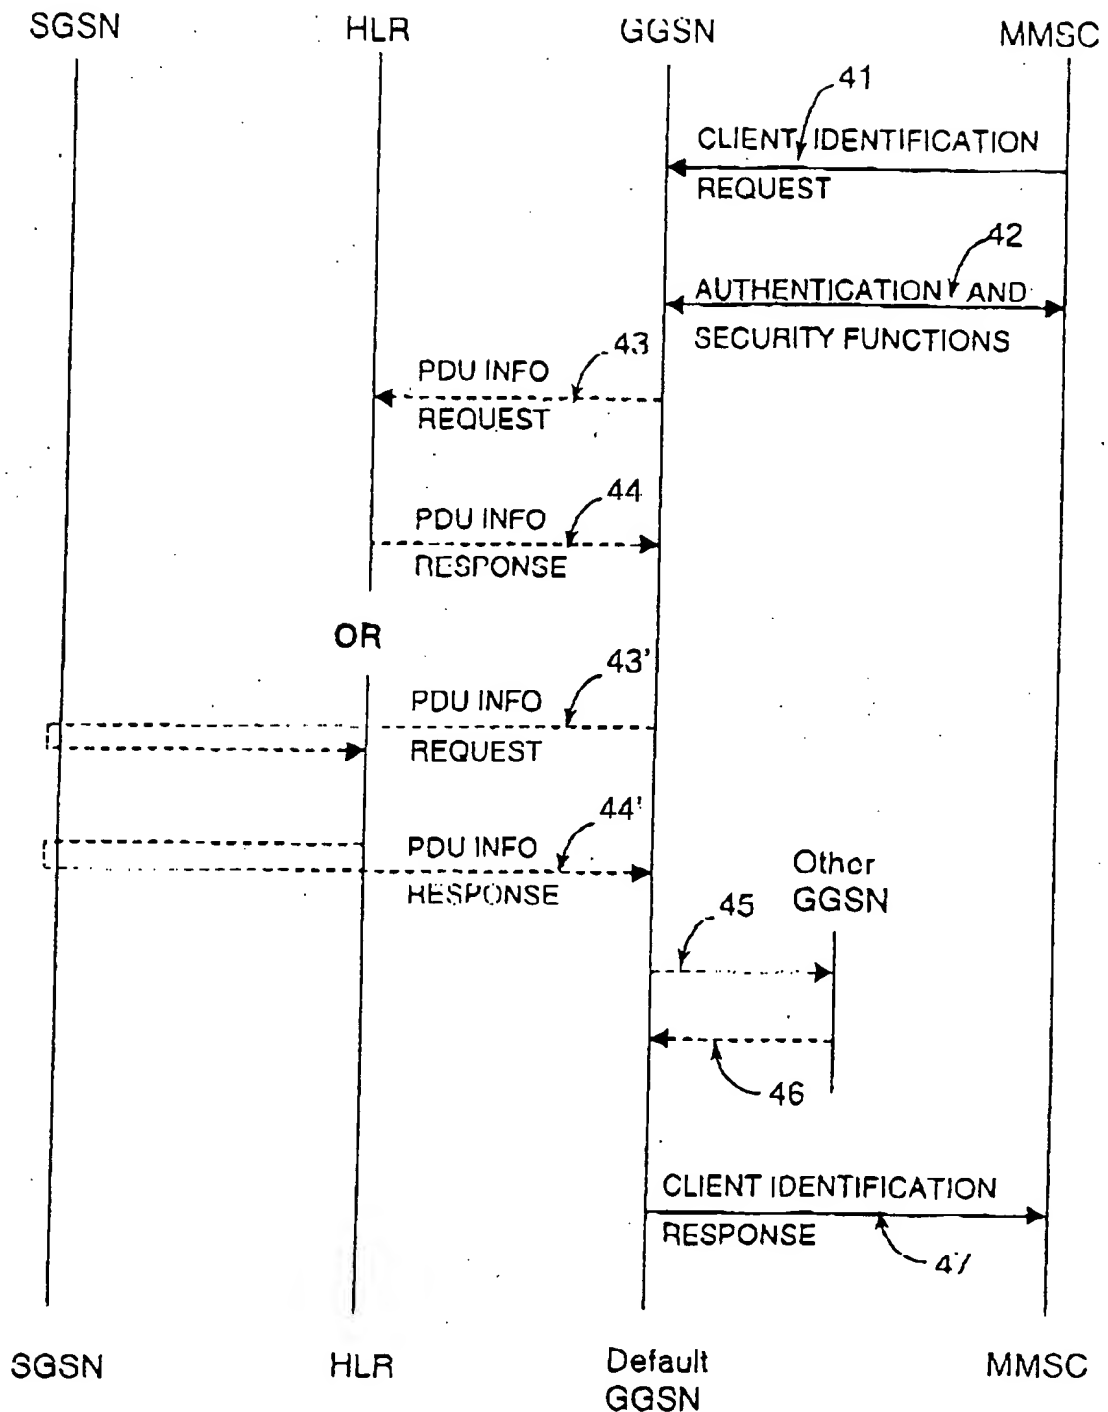 SGSN HLR GGSN MMSC
41
CLIENT IDENTIFICATION
REQUEST
42
AUTHENTICATION AND
SECURITY FUNCTIONS
43
PDU INFO
REQUEST
44
PDU INFO
RESPONSE
OR
43'
PDU INFO
REQUEST
44'
PDU INFO
RESPONSE
Other
GGSN
45
46
CLIENT IDENTIFICATION
RESPONSE
47
SGSN HLR Default MMSC
GGSN